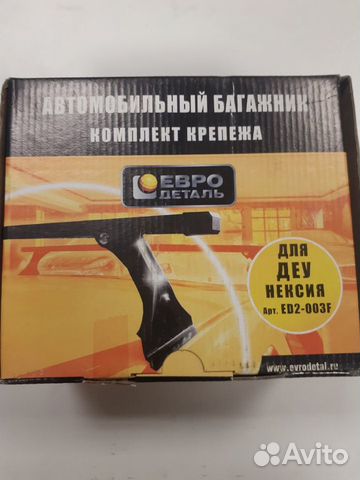 АВТОМОБИЛЬНЫЙ БАГАЖНИК
КОМПЛЕКТ КРЕПЕЖА
ЕВРО
ДЕТАЛЬ
ДЛЯ
ДЕУ
НЕКСИЯ
Арт. ED2-003F
www.evrodetal.ru
Avito